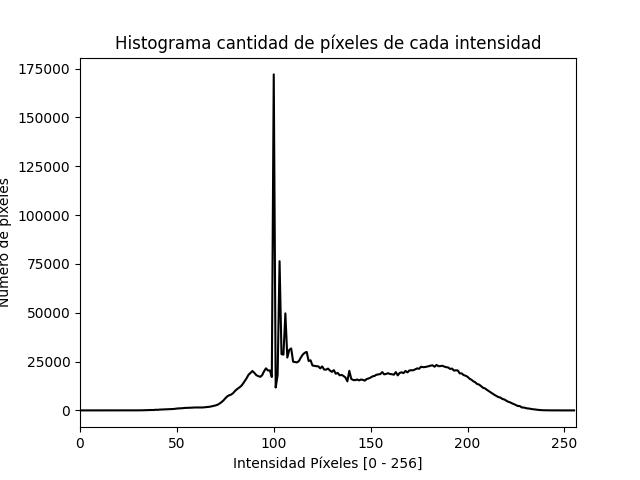 Histograma cantidad de píxeles de cada intensidad
175000
150000
125000
100000
75000
50000
25000
0
Número de píxeles
0 50 100 150 200 250
Intensidad Píxeles [0 - 256]